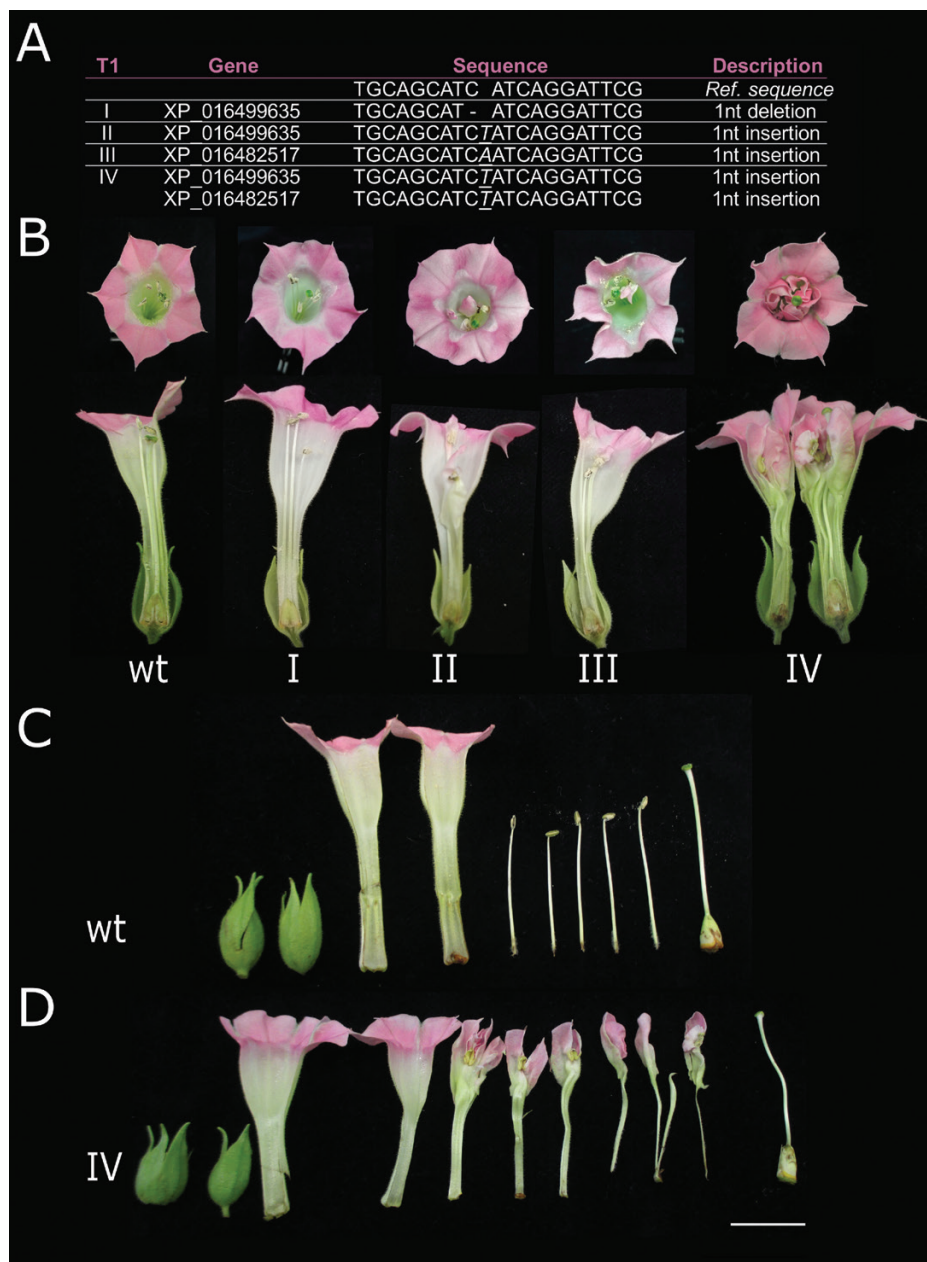 A
T1 Gene Sequence Description
TGCAGCATC ATCAGGATTCG Ref. sequence
I XP_016499635 TGCAGCAT - ATCAGGATTCG 1nt deletion
II XP_016499635 TGCAGCATCTATCAGGATTCG 1nt insertion
III XP_016482517 TGCAGCATCAATCAGGATTCG 1nt insertion
IV XP_016499635 TGCAGCATCTATCAGGATTCG 1nt insertion
XP_016482517 TGCAGCATCTATCAGGATTCG 1nt insertion
B
wt I II III IV
C
wt
D
IV